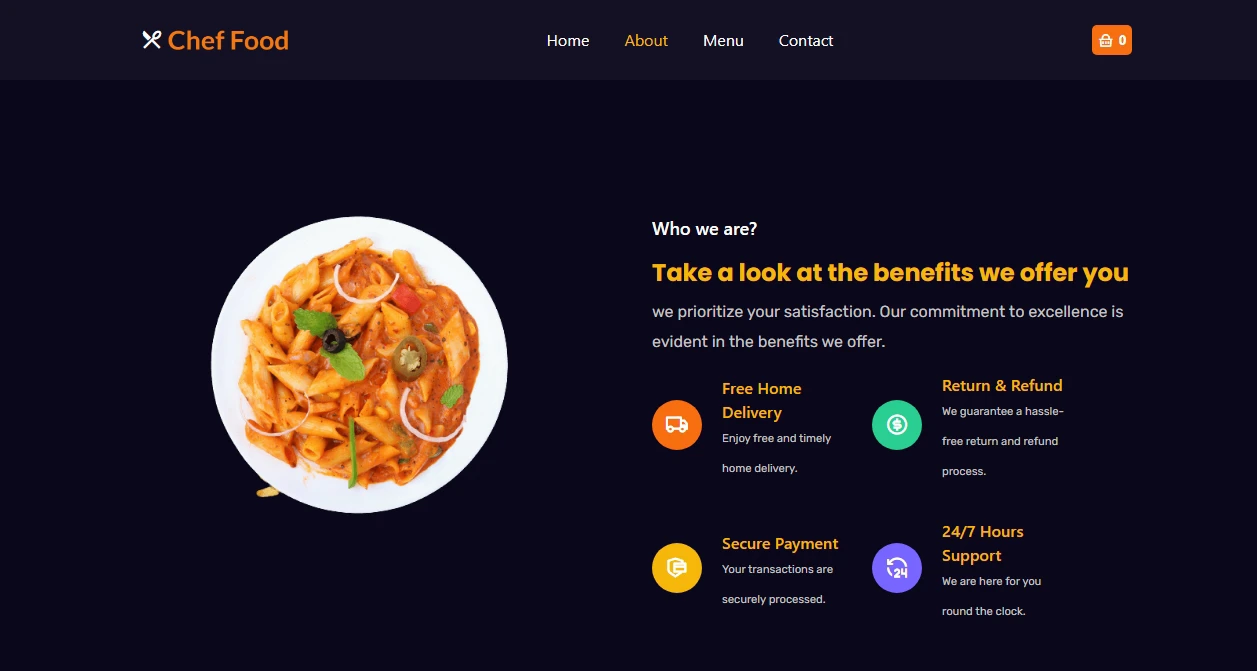 Chef Food
Home
About
Menu
Contact
0
Who we are?
Take a look at the benefits we offer you
we prioritize your satisfaction. Our commitment to excellence is
evident in the benefits we offer.
Free Home
Delivery
Enjoy free and timely
home delivery.
Return & Refund
We guarantee a hassle-
free return and refund
process.
Secure Payment
Your transactions are
securely processed.
24
24/7 Hours
Support
We are here for you
round the clock.